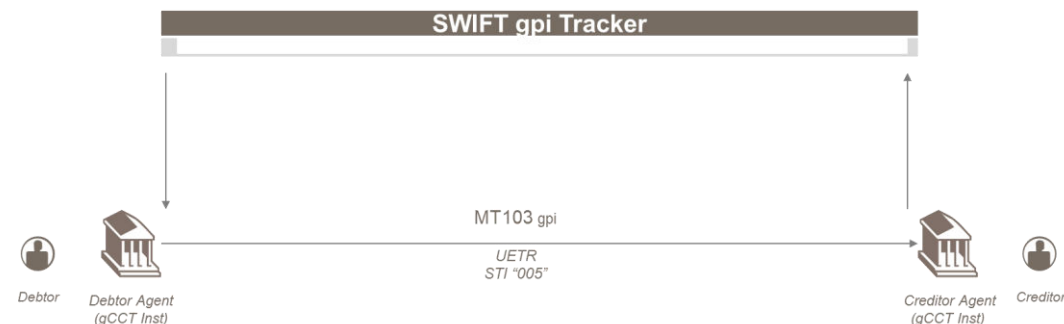 SWIFT gpi Tracker
MT103 gpi
UETR
STI “005”
Debtor
Debtor Agent
(gCCT Inst)
Creditor Agent
(gCCT Inst)
Creditor